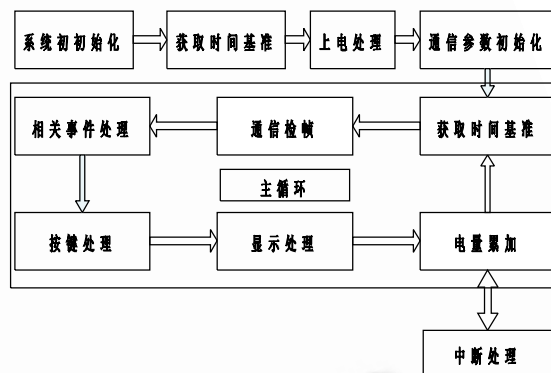 系统初初始化
获取时间基准
上电处理
通信参数初始化
相关事件处理
通信检帧
获取时间基准
主循环
按键处理
显示处理
电量累加
中断处理